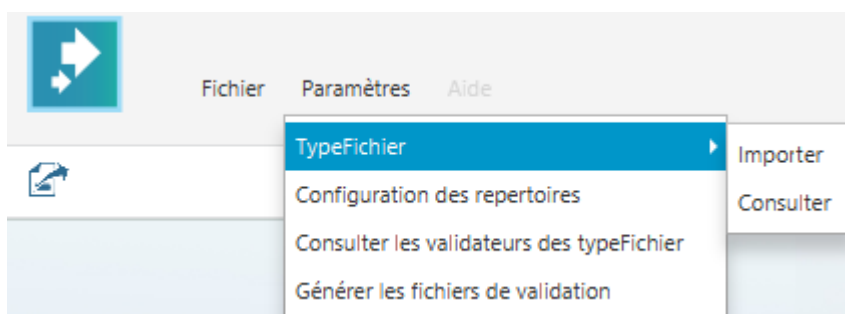 Fichier Paramètres Aide
TypeFichier
Importer
Configuration des repertoires
Consulter
Consulter les validateurs des typeFichier
Générer les fichiers de validation